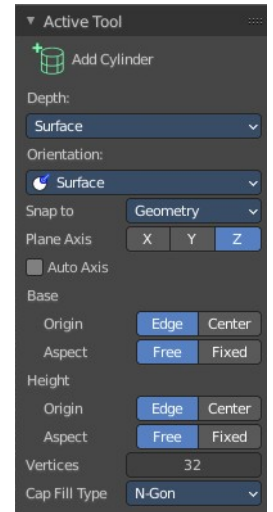 Active Tool
Add Cylinder
Depth:
Surface
Orientation:
Surface
Snap to Geometry
Plane Axis X Y Z
Auto Axis
Base
Origin Edge Center
Aspect Free Fixed
Height
Origin Edge Center
Aspect Free Fixed
Vertices 32
Cap Fill Type N-Gon